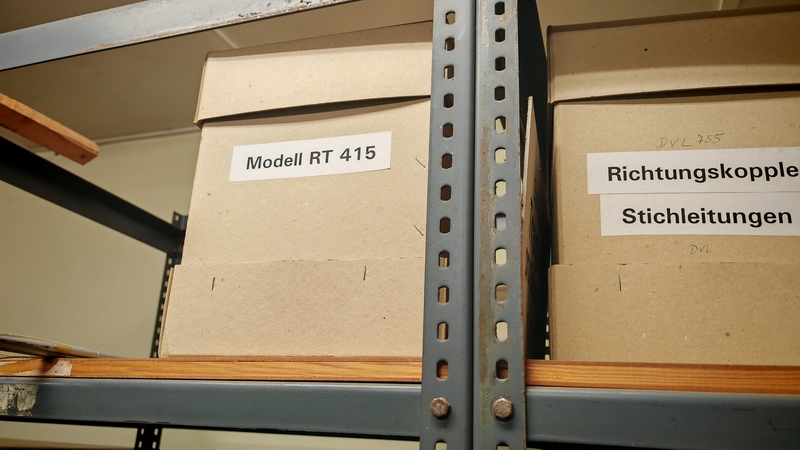 Modell RT 415
DVL 755
Richtungskopple
Stichleitungen
DVL